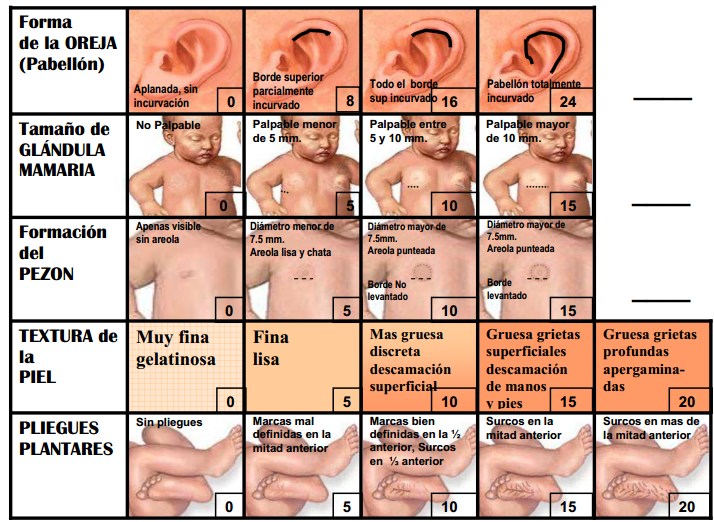 Forma
de la OREJA
(Pabellón)
Aplanada, sin
incurvación
0
Borde superior
parcialmente
incurvado
8
Todo el borde
sup incurvado
16
Pabellón totalmente
incurvado
24
Tamaño de
GLÁNDULA
MAMARIA
No Palpable
0
Palpable menor
de 5 mm.
5
Palpable entre
5 y 10 mm.
10
Palpable mayor
de 10 mm.
15
Formación
del
PEZON
Apenas visible
sin areola
0
Diámetro menor de
7.5 mm.
Areola lisa y chata
5
Diámetro mayor de
7.5mm.
Areola punteada
Borde No
levantado
10
Diámetro mayor de
7.5mm.
Areola punteada
Borde
levantado
15
TEXTURA de
la
PIEL
Muy fina
gelatinosa
0
Fina
lisa
5
Mas gruesa
discreta
descamación
superficial
10
Gruesa grietas
superficiales
descamación
de manos
y pies
15
Gruesa grietas
profundas
apergamina-
das
20
PLIEGUES
PLANTARES
Sin pliegues
0
Marcas mal
definidas en la
mitad anterior
5
Marcas bien
definidas en la ½
anterior, Surcos
en ⅓ anterior
10
Surcos en la
mitad anterior
15
Surcos en mas de
la mitad anterior
20